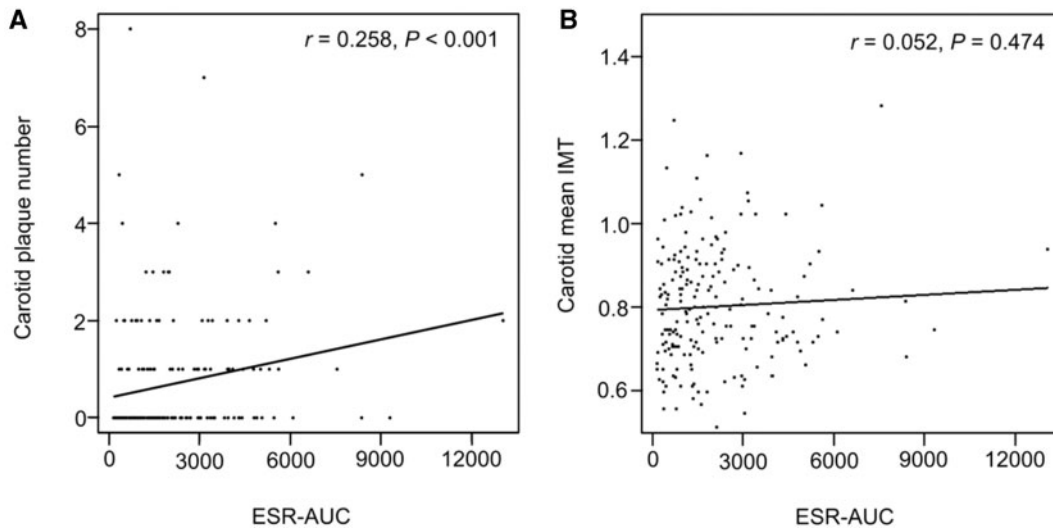 A
r = 0.258, P < 0.001
Carotid plaque number
8
6
4
2
0
0 3000 6000 9000 12000
ESR-AUC
B
r = 0.052, P = 0.474
Carotid mean IMT
1.4
1.2
1.0
0.8
0.6
0 3000 6000 9000 12000
ESR-AUC